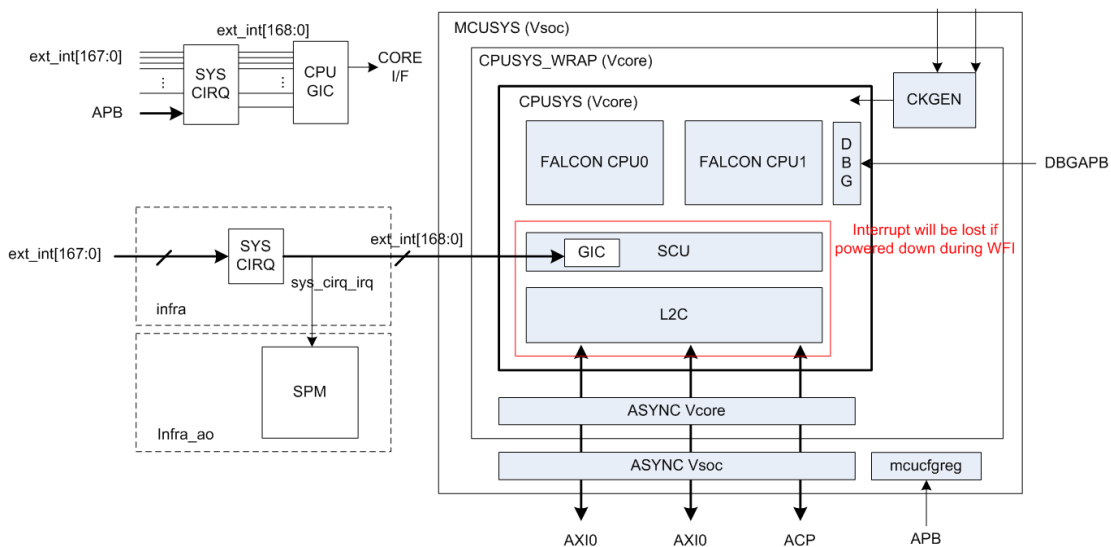 ext_int[168:0]
ext_int[167:0]
SYS
CIRQ
CPU
GIC
CORE
I/F
APB
MCUSYS (Vsoc)
CPUSYS_WRAP (Vcore)
CPUSYS (Vcore)
CKGEN
FALCON CPU0
FALCON CPU1
D
B
G
DBGAPB
ext_int[167:0]
SYS
CIRQ
ext_int[168:0]
sys_cirq_irq
infra
GIC
SCU
Interrupt will be lost if
powered down during WFI
L2C
SPM
Infra_ao
ASYNC Vcore
ASYNC Vsoc
mcucfgreg
AXI0
AXI0
ACP
APB